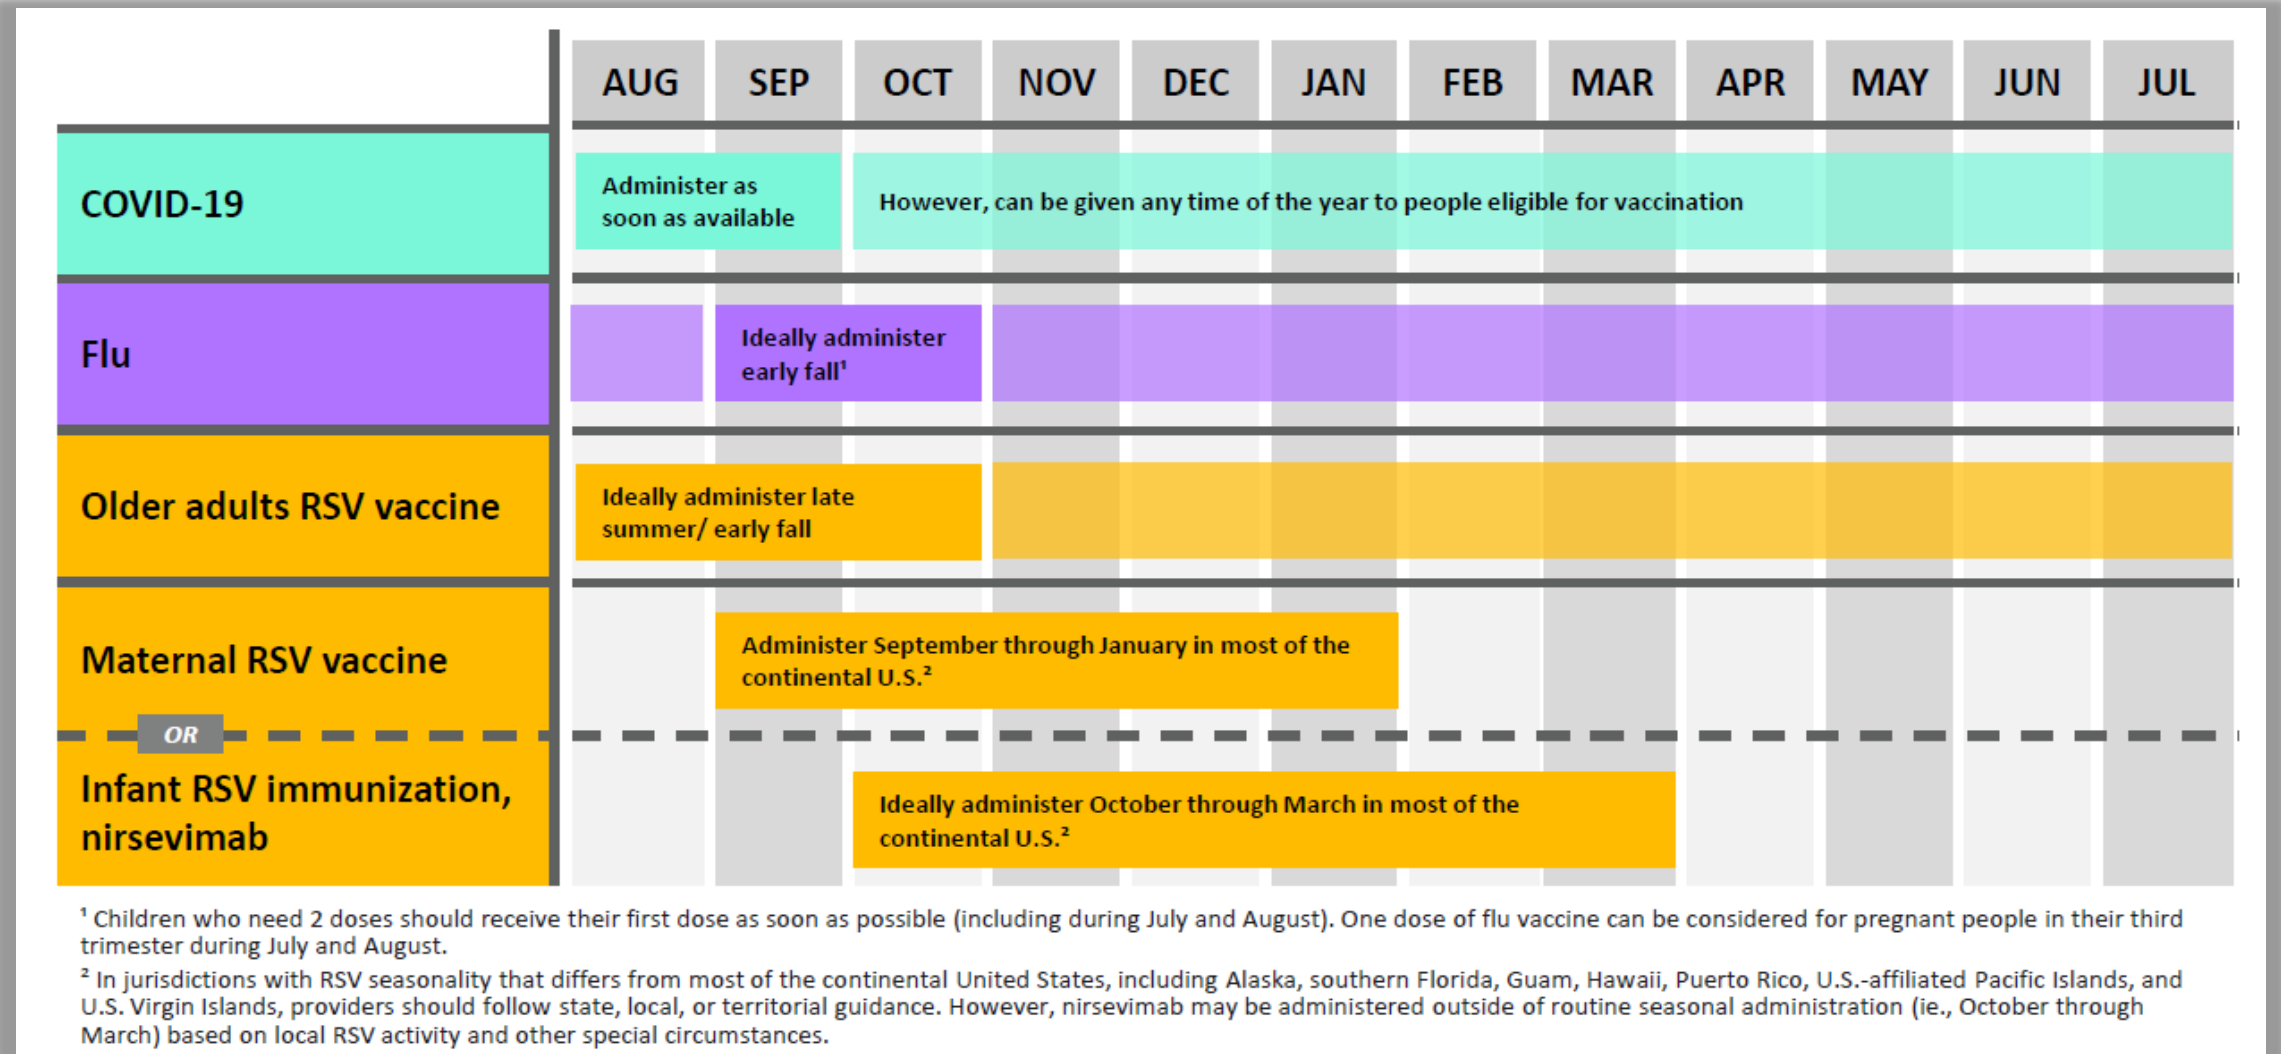 AUG SEP OCT NOV DEC JAN FEB MAR APR MAY JUN JUL
COVID-19
Administer as
soon as available
However, can be given any time of the year to people eligible for vaccination
Flu
Ideally administer
early fall¹
Older adults RSV vaccine
Ideally administer late
summer/ early fall
Maternal RSV vaccine
Administer September through January in most of the
continental U.S.²
OR
Infant RSV immunization,
nirsevimab
Ideally administer October through March in most of the
continental U.S.²
¹ Children who need 2 doses should receive their first dose as soon as possible (including during July and August). One dose of flu vaccine can be considered for pregnant people in their third
trimester during July and August.
² In jurisdictions with RSV seasonality that differs from most of the continental United States, including Alaska, southern Florida, Guam, Hawaii, Puerto Rico, U.S.-affiliated Pacific Islands, and
U.S. Virgin Islands, providers should follow state, local, or territorial guidance. However, nirsevimab may be administered outside of routine seasonal administration (ie., October through
March) based on local RSV activity and other special circumstances.